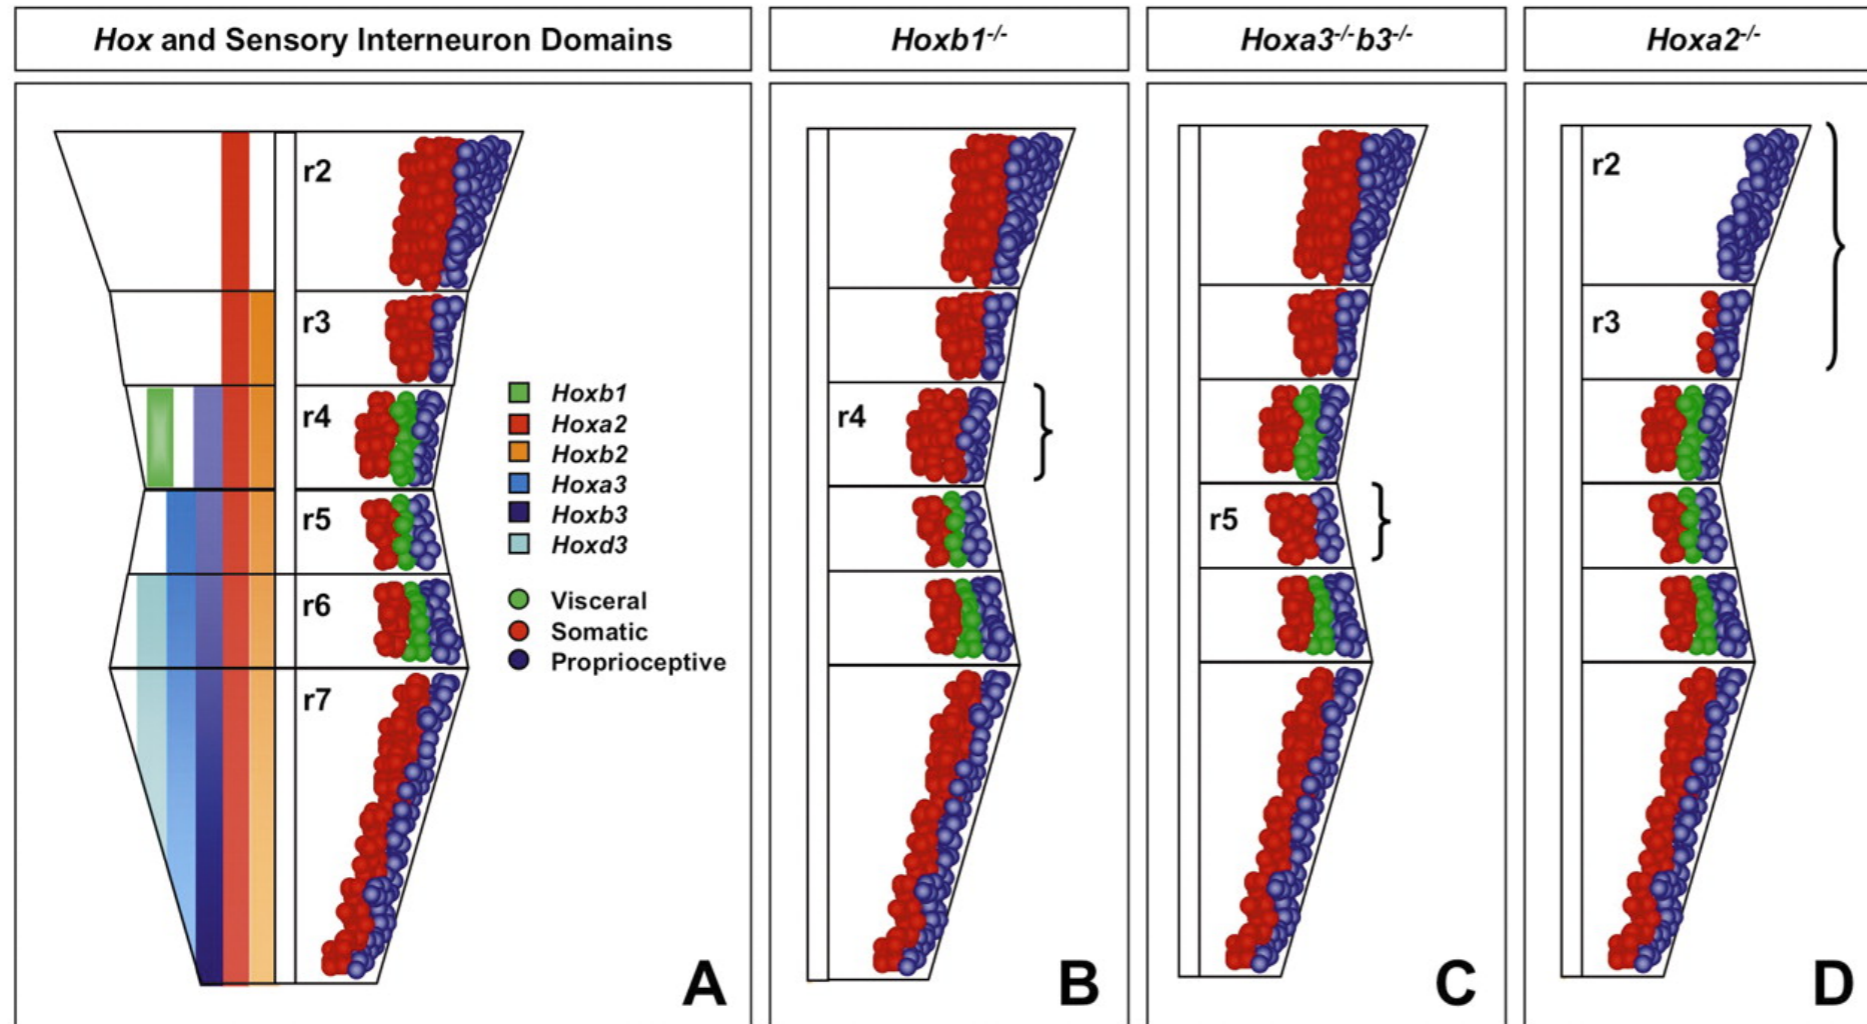 Hox and Sensory Interneuron Domains
Hoxb1-/-
Hoxa3-/-b3-/-
Hoxa2-/-
r2
r3
r4
r5
r6
r7
Hoxb1
Hoxa2
Hoxb2
Hoxa3
Hoxb3
Hoxd3
Visceral
Somatic
Proprioceptive
A
r4
B
r5
C
r2
r3
D